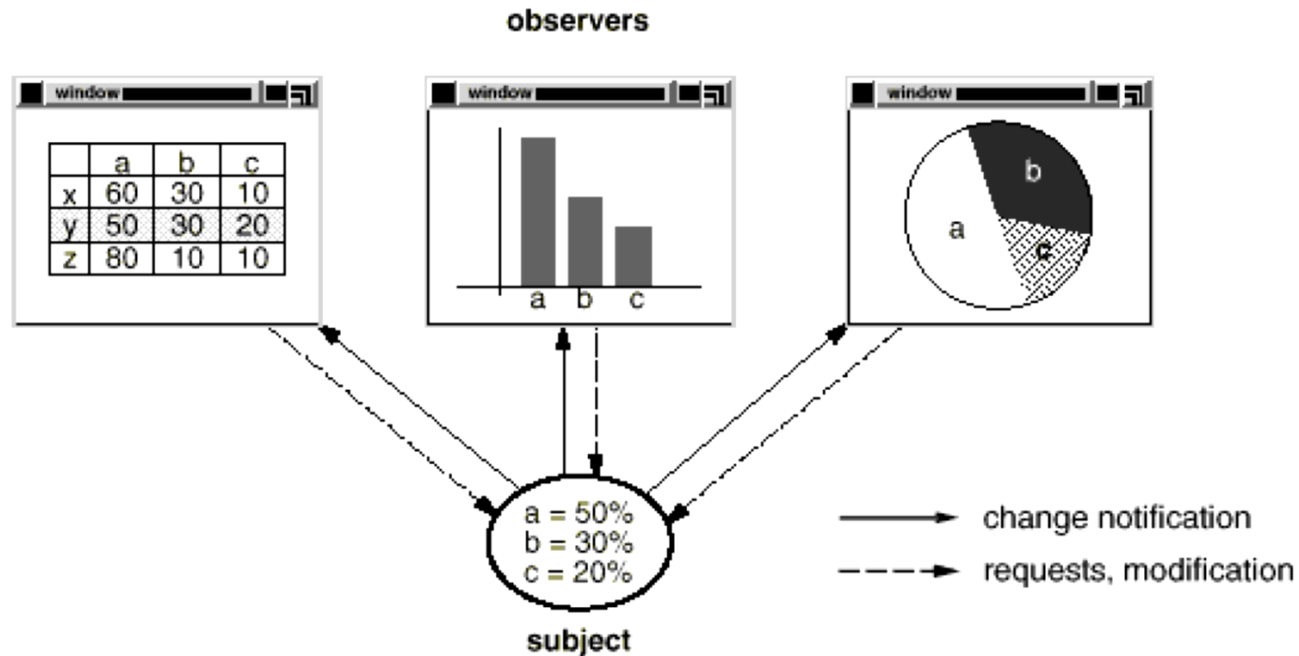 observers
window
a b c
x 60 30 10
y 50 30 20
z 80 10 10
window
a b c
window
a
b
c
a = 50%
b = 30%
c = 20%
subject
change notification
requests, modification